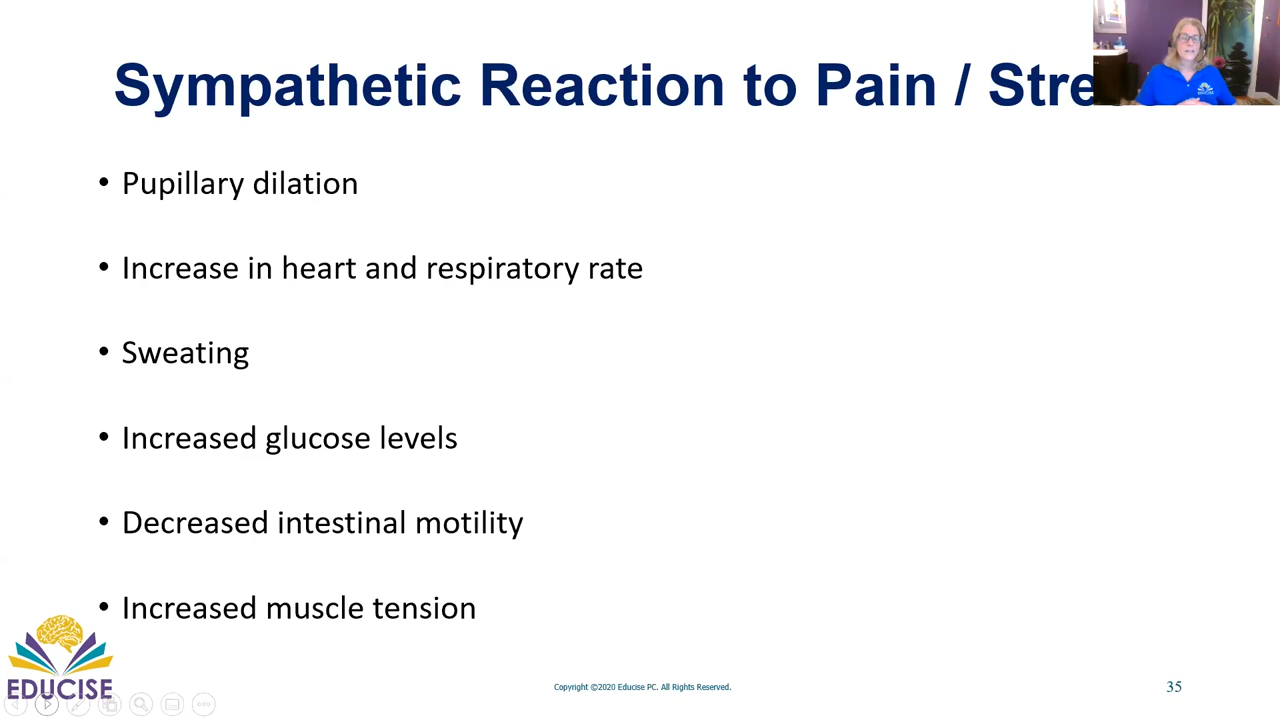 Sympathetic Reaction to Pain /
• Pupillary dilation
• Increase in heart and respiratory rate
• Sweating
• Increased glucose levels
• Decreased intestinal motility
• Increased muscle tension
EDUCISE
EDUCISE
Copyright ©2020 Educise PC. All Rights Reserved.
35